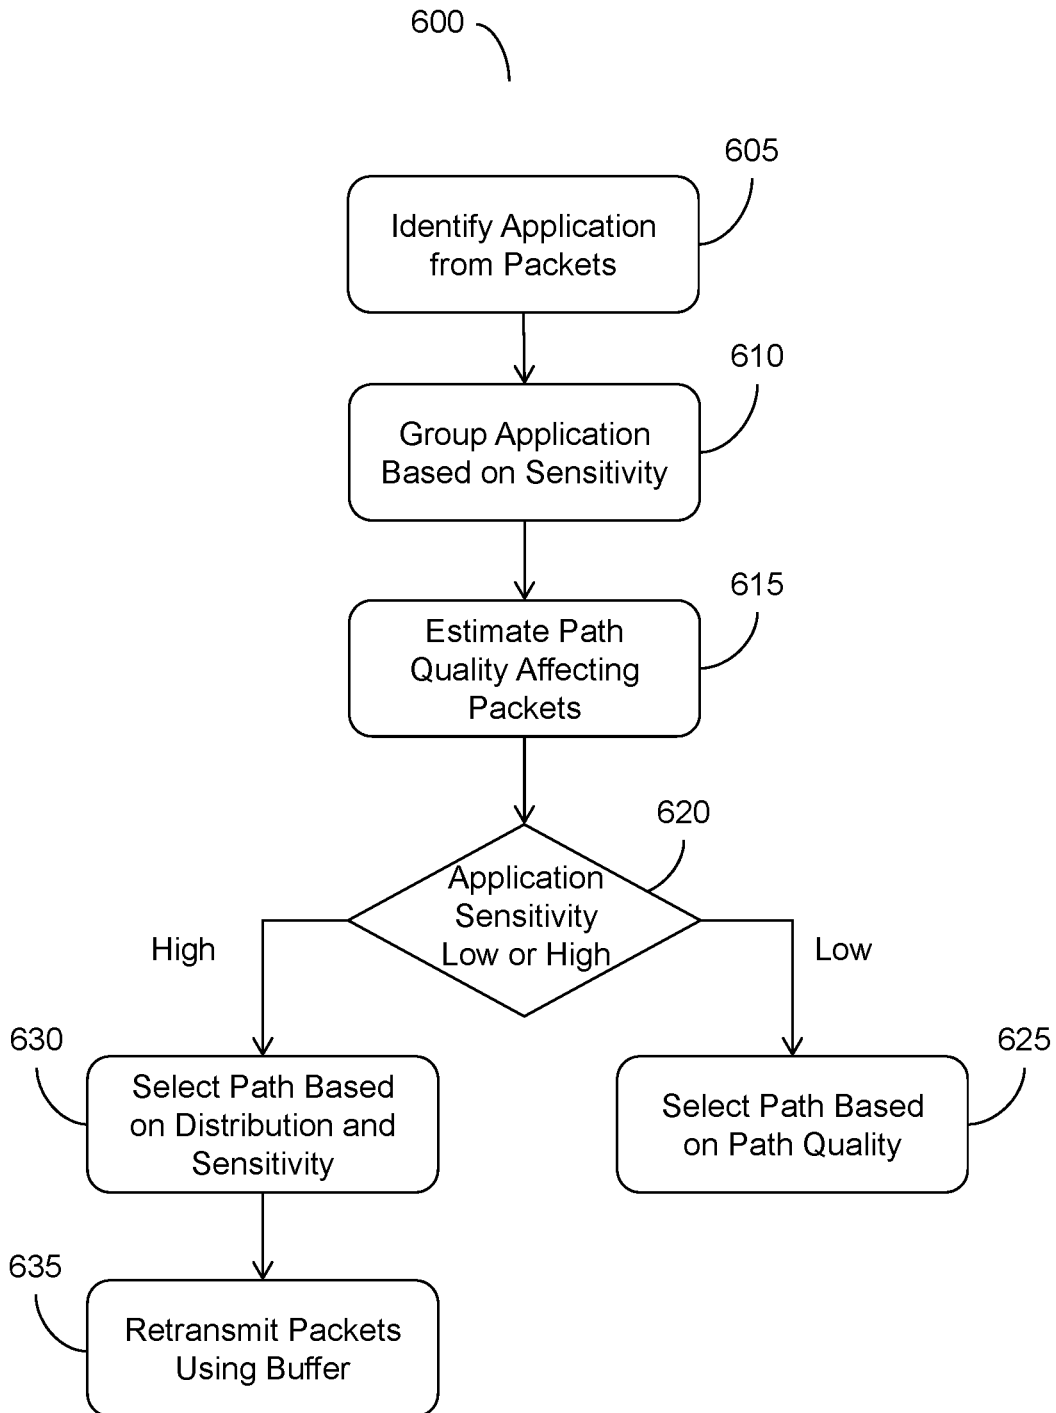 600
605
Identify Application
from Packets
610
Group Application
Based on Sensitivity
615
Estimate Path
Quality Affecting
Packets
620
Application
Sensitivity
Low or High
High
Low
630
625
Select Path Based
on Distribution and
Sensitivity
Select Path Based
on Path Quality
635
Retransmit Packets
Using Buffer